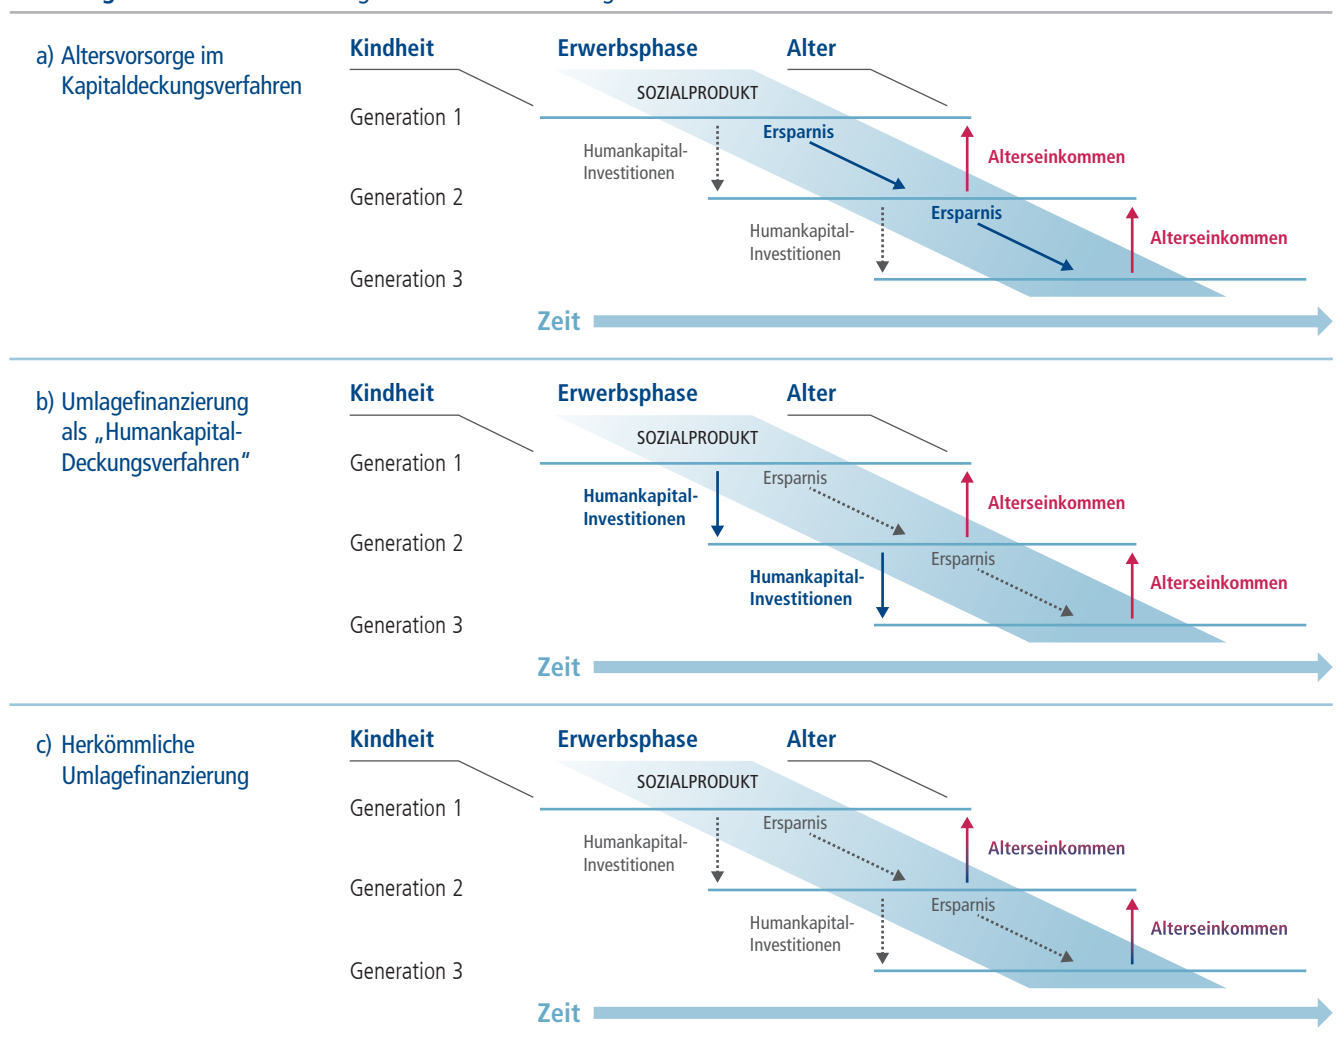 a) Altersvorsorge im
Kapitaldeckungsverfahren
Kindheit
Erwerbsphase
Alter
SOZIALPRODUKT
Generation 1
Ersparnis
Humankapital-
Investitionen
Alterseinkommen
Generation 2
Ersparnis
Humankapital-
Investitionen
Alterseinkommen
Generation 3
Zeit
b) Umlagefinanzierung
als „Humankapital-
Deckungsverfahren“
Kindheit
Erwerbsphase
Alter
SOZIALPRODUKT
Generation 1
Ersparnis
Humankapital-
Investitionen
Alterseinkommen
Generation 2
Ersparnis
Humankapital-
Investitionen
Alterseinkommen
Generation 3
Zeit
c) Herkömmliche
Umlagefinanzierung
Kindheit
Erwerbsphase
Alter
SOZIALPRODUKT
Generation 1
Ersparnis
Humankapital-
Investitionen
Alterseinkommen
Generation 2
Ersparnis
Humankapital-
Investitionen
Alterseinkommen
Generation 3
Zeit